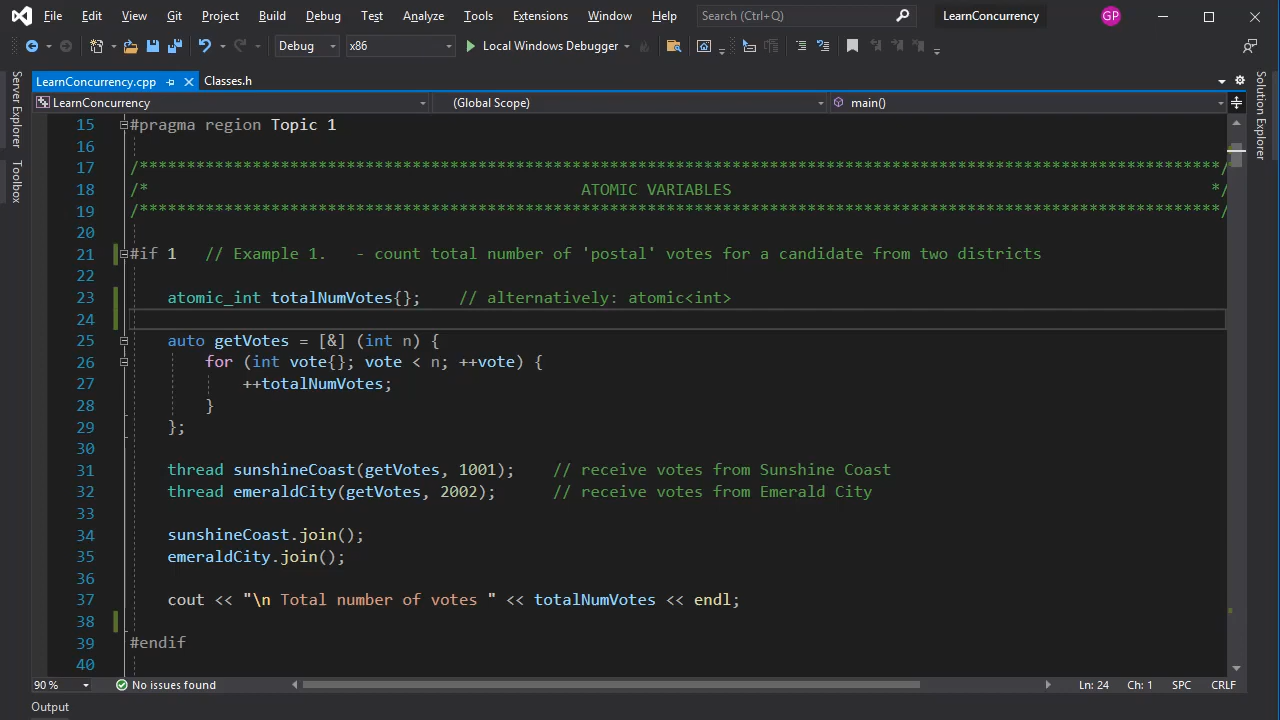 File Edit View Git Project Build Debug Test Analyze Tools Extensions Window Help Search (Ctrl+Q) LearnConcurrency GP
Debug x86 Local Windows Debugger
LearnConcurrency.cpp Classes.h
LearnConcurrency (Global Scope) main()
Server Explorer
Toolbox
Solution Explorer
15 #pragma region Topic 1
16
17 /*******************************************************************************************************************/
18 /* ATOMIC VARIABLES */
19 /*******************************************************************************************************************/
20
21 #if 1 // Example 1. - count total number of 'postal' votes for a candidate from two districts
22
23 atomic_int totalNumVotes{}; // alternatively: atomic<int>
24
25 auto getVotes = [&] (int n) {
26 for (int vote{}; vote < n; ++vote) {
27 ++totalNumVotes;
28 }
29 };
30
31 thread sunshineCoast(getVotes, 1001); // receive votes from Sunshine Coast
32 thread emeraldCity(getVotes, 2002); // receive votes from Emerald City
33
34 sunshineCoast.join();
35 emeraldCity.join();
36
37 cout << "\n Total number of votes " << totalNumVotes << endl;
38
39 #endif
40
90 % No issues found Ln: 24 Ch: 1 SPC CRLF
Output